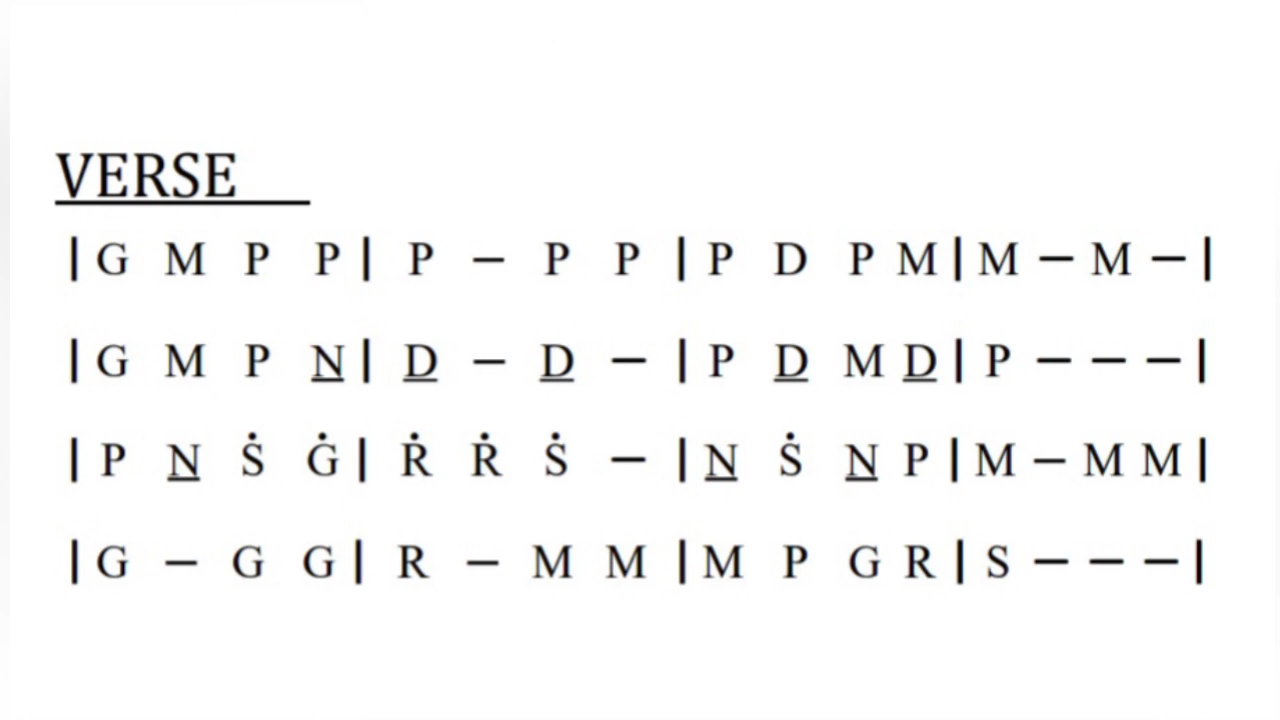 VERSE
| G M P P | P – P P | P D P M | M – M – |
| G M P N̲ | D̲ – D̲ – | P D̲ M D̲ | P – – – |
| P N̲ Ṡ Ġ | Ṙ Ṙ Ṡ – | N̲ Ṡ N̲ P | M – M M |
| G – G G | R – M M | M P G R | S – – – |